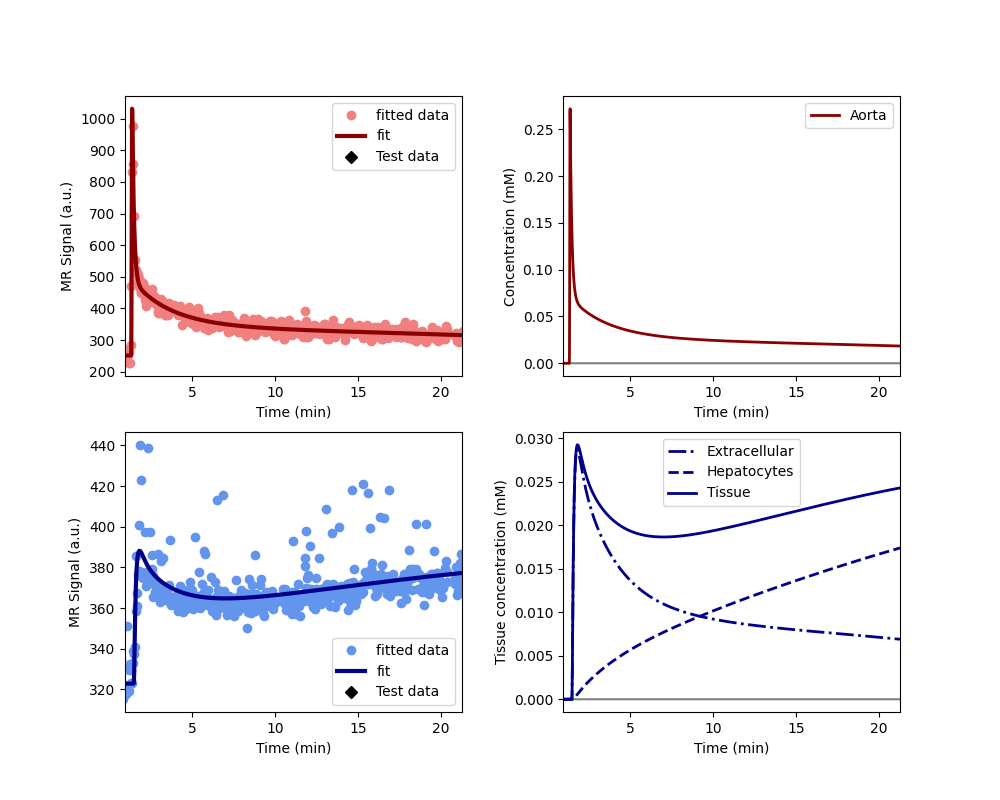 1000
900
800
700
600
500
400
300
200
MR Signal (a.u.)
fitted data
fit
Test data
5
10
15
20
Time (min)
0.25
0.20
0.15
0.10
0.05
0.00
Concentration (mM)
Aorta
5
10
15
20
Time (min)
440
420
400
380
360
340
320
MR Signal (a.u.)
fitted data
fit
Test data
5
10
15
20
Time (min)
0.030
0.025
0.020
0.015
0.010
0.005
0.000
Tissue concentration (mM)
Extracellular
Hepatocytes
Tissue
5
10
15
20
Time (min)